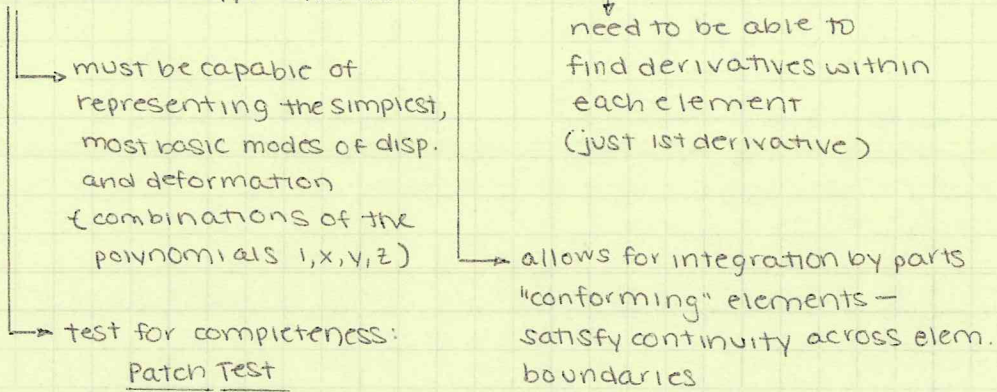 must be capable of
representing the simplest,
most basic modes of disp.
and deformation
(combinations of the
polynomials 1, x, y, z)
test for completeness:
Patch Test
need to be able to
find derivatives within
each element
(just 1st derivative)
allows for integration by parts
"conforming" elements –
satisfy continuity across elem.
boundaries